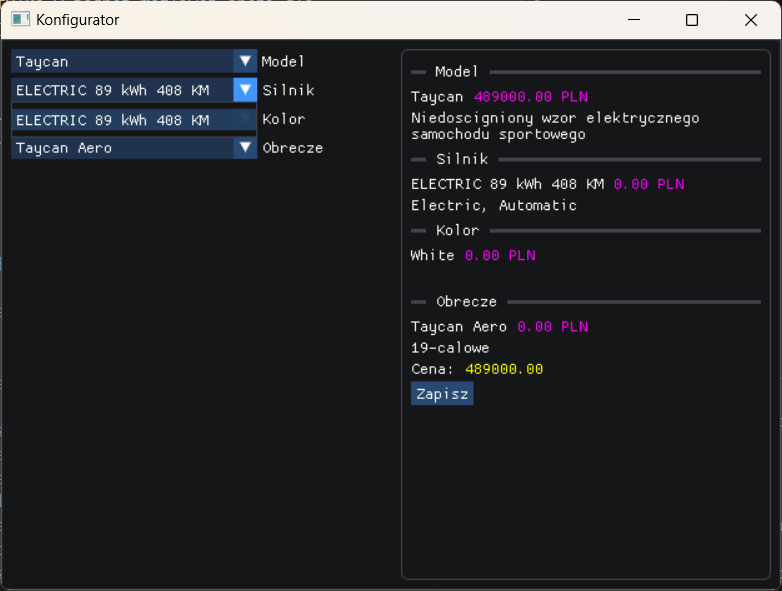 Konfigurator
Taycan Model
ELECTRIC 89 kWh 408 KM Silnik
ELECTRIC 89 kWh 408 KM Kolor
Taycan Aero Obrecze
Model
Taycan 489000.00 PLN
Niedoscigniony wzor elektrycznego
samochodu sportowego
Silnik
ELECTRIC 89 kWh 408 KM 0.00 PLN
Electric, Automatic
Kolor
White 0.00 PLN
Obrecze
Taycan Aero 0.00 PLN
19-calowe
Cena: 489000.00
Zapisz